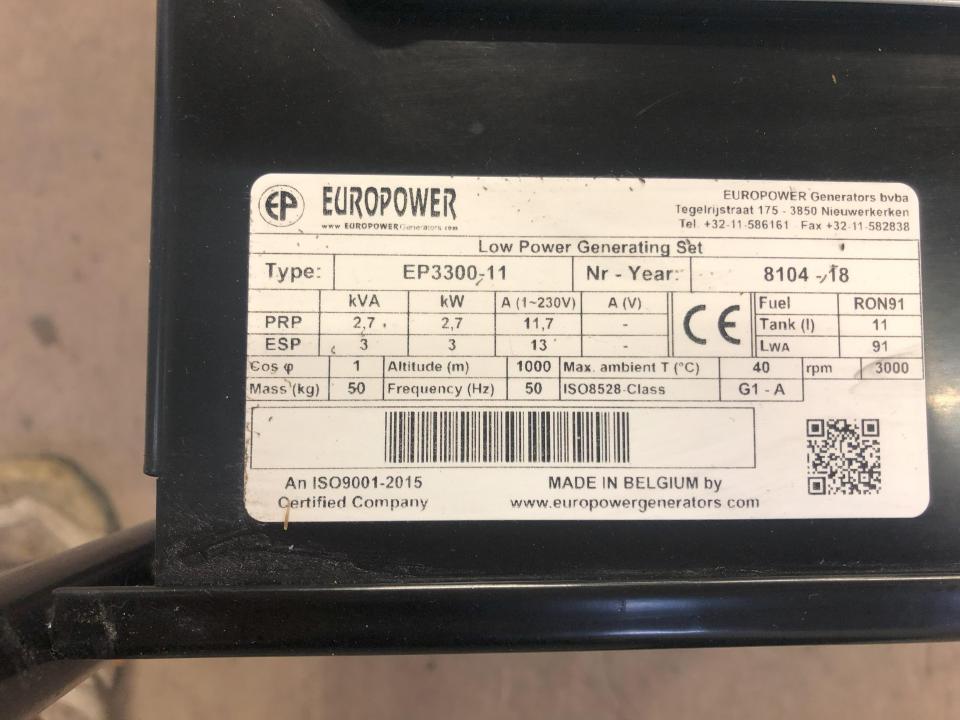 EP EUROPOWER
www.EUROPOWERGenerators.com
EUROPOWER Generators bvba
Tegelrijstraat 175 - 3850 Nieuwerkerken
Tel. +32-11-586161 Fax +32-11-582838
Low Power Generating Set
Type: EP3300-11 Nr - Year: 8104 - 18
kVA kW A (1~230V) A (V) CE Fuel RON91
PRP 2,7 2,7 11,7 - Tank (l) 11
ESP 3 3 13 - LWA 91
Cos φ 1 Altitude (m) 1000 Max. ambient T (°C) 40 rpm 3000
Mass (kg) 50 Frequency (Hz) 50 ISO8528-Class G1 - A
An ISO9001-2015
Certified Company
MADE IN BELGIUM by
www.europowergenerators.com